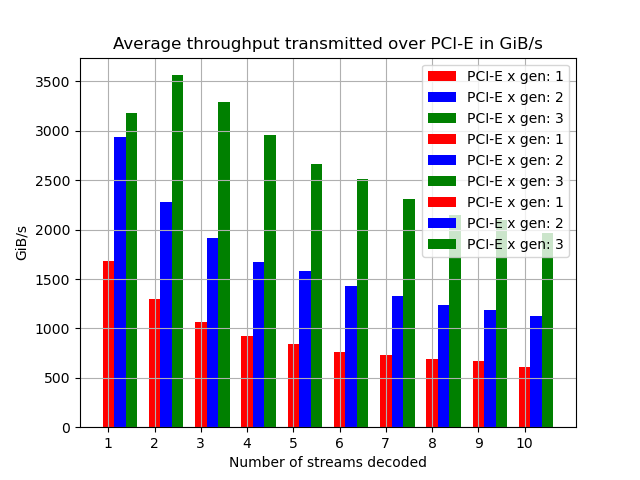 Average throughput transmitted over PCI-E in GiB/s
PCI-E x gen: 1
PCI-E x gen: 2
PCI-E x gen: 3
PCI-E x gen: 1
PCI-E x gen: 2
PCI-E x gen: 3
PCI-E x gen: 1
PCI-E x gen: 2
PCI-E x gen: 3
GiB/s
3500
3000
2500
2000
1500
1000
500
0
1 2 3 4 5 6 7 8 9 10
Number of streams decoded